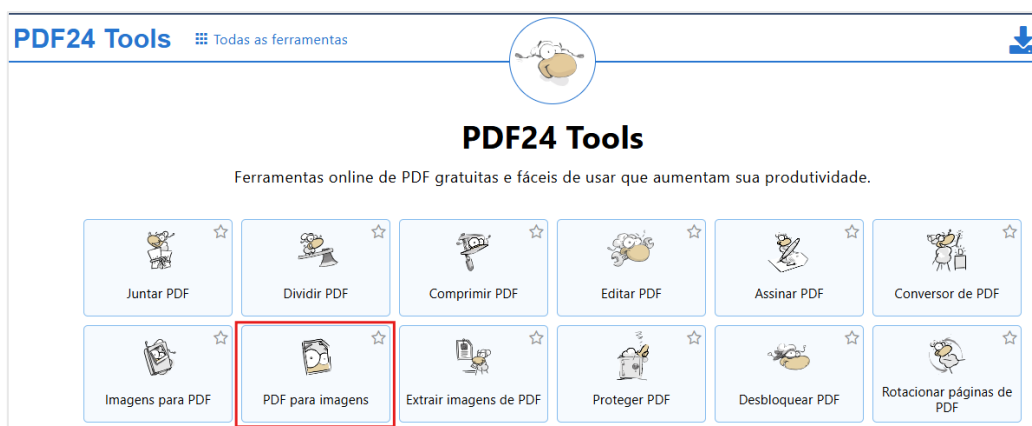 PDF24 Tools
Todas as ferramentas
PDF24 Tools
Ferramentas online de PDF gratuitas e fáceis de usar que aumentam sua produtividade.
Juntar PDF
Dividir PDF
Comprimir PDF
Editar PDF
Assinar PDF
Conversor de PDF
Imagens para PDF
PDF para imagens
Extrair imagens de PDF
Proteger PDF
Desbloquear PDF
Rotacionar páginas de
PDF